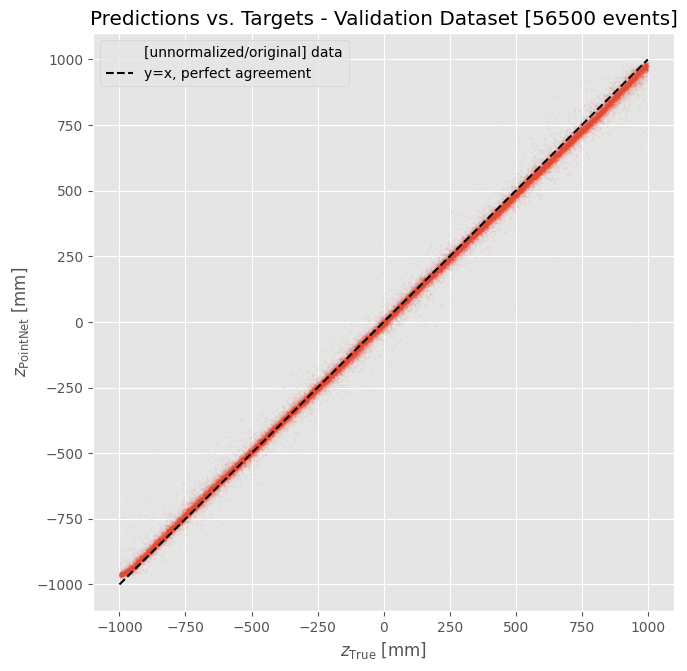 Predictions vs. Targets - Validation Dataset [56500 events]
[unnormalized/original] data
y=x, perfect agreement
1000
750
500
250
0
−250
−500
−750
−1000
z_PointNet [mm]
−1000 −750 −500 −250 0 250 500 750 1000
z_True [mm]